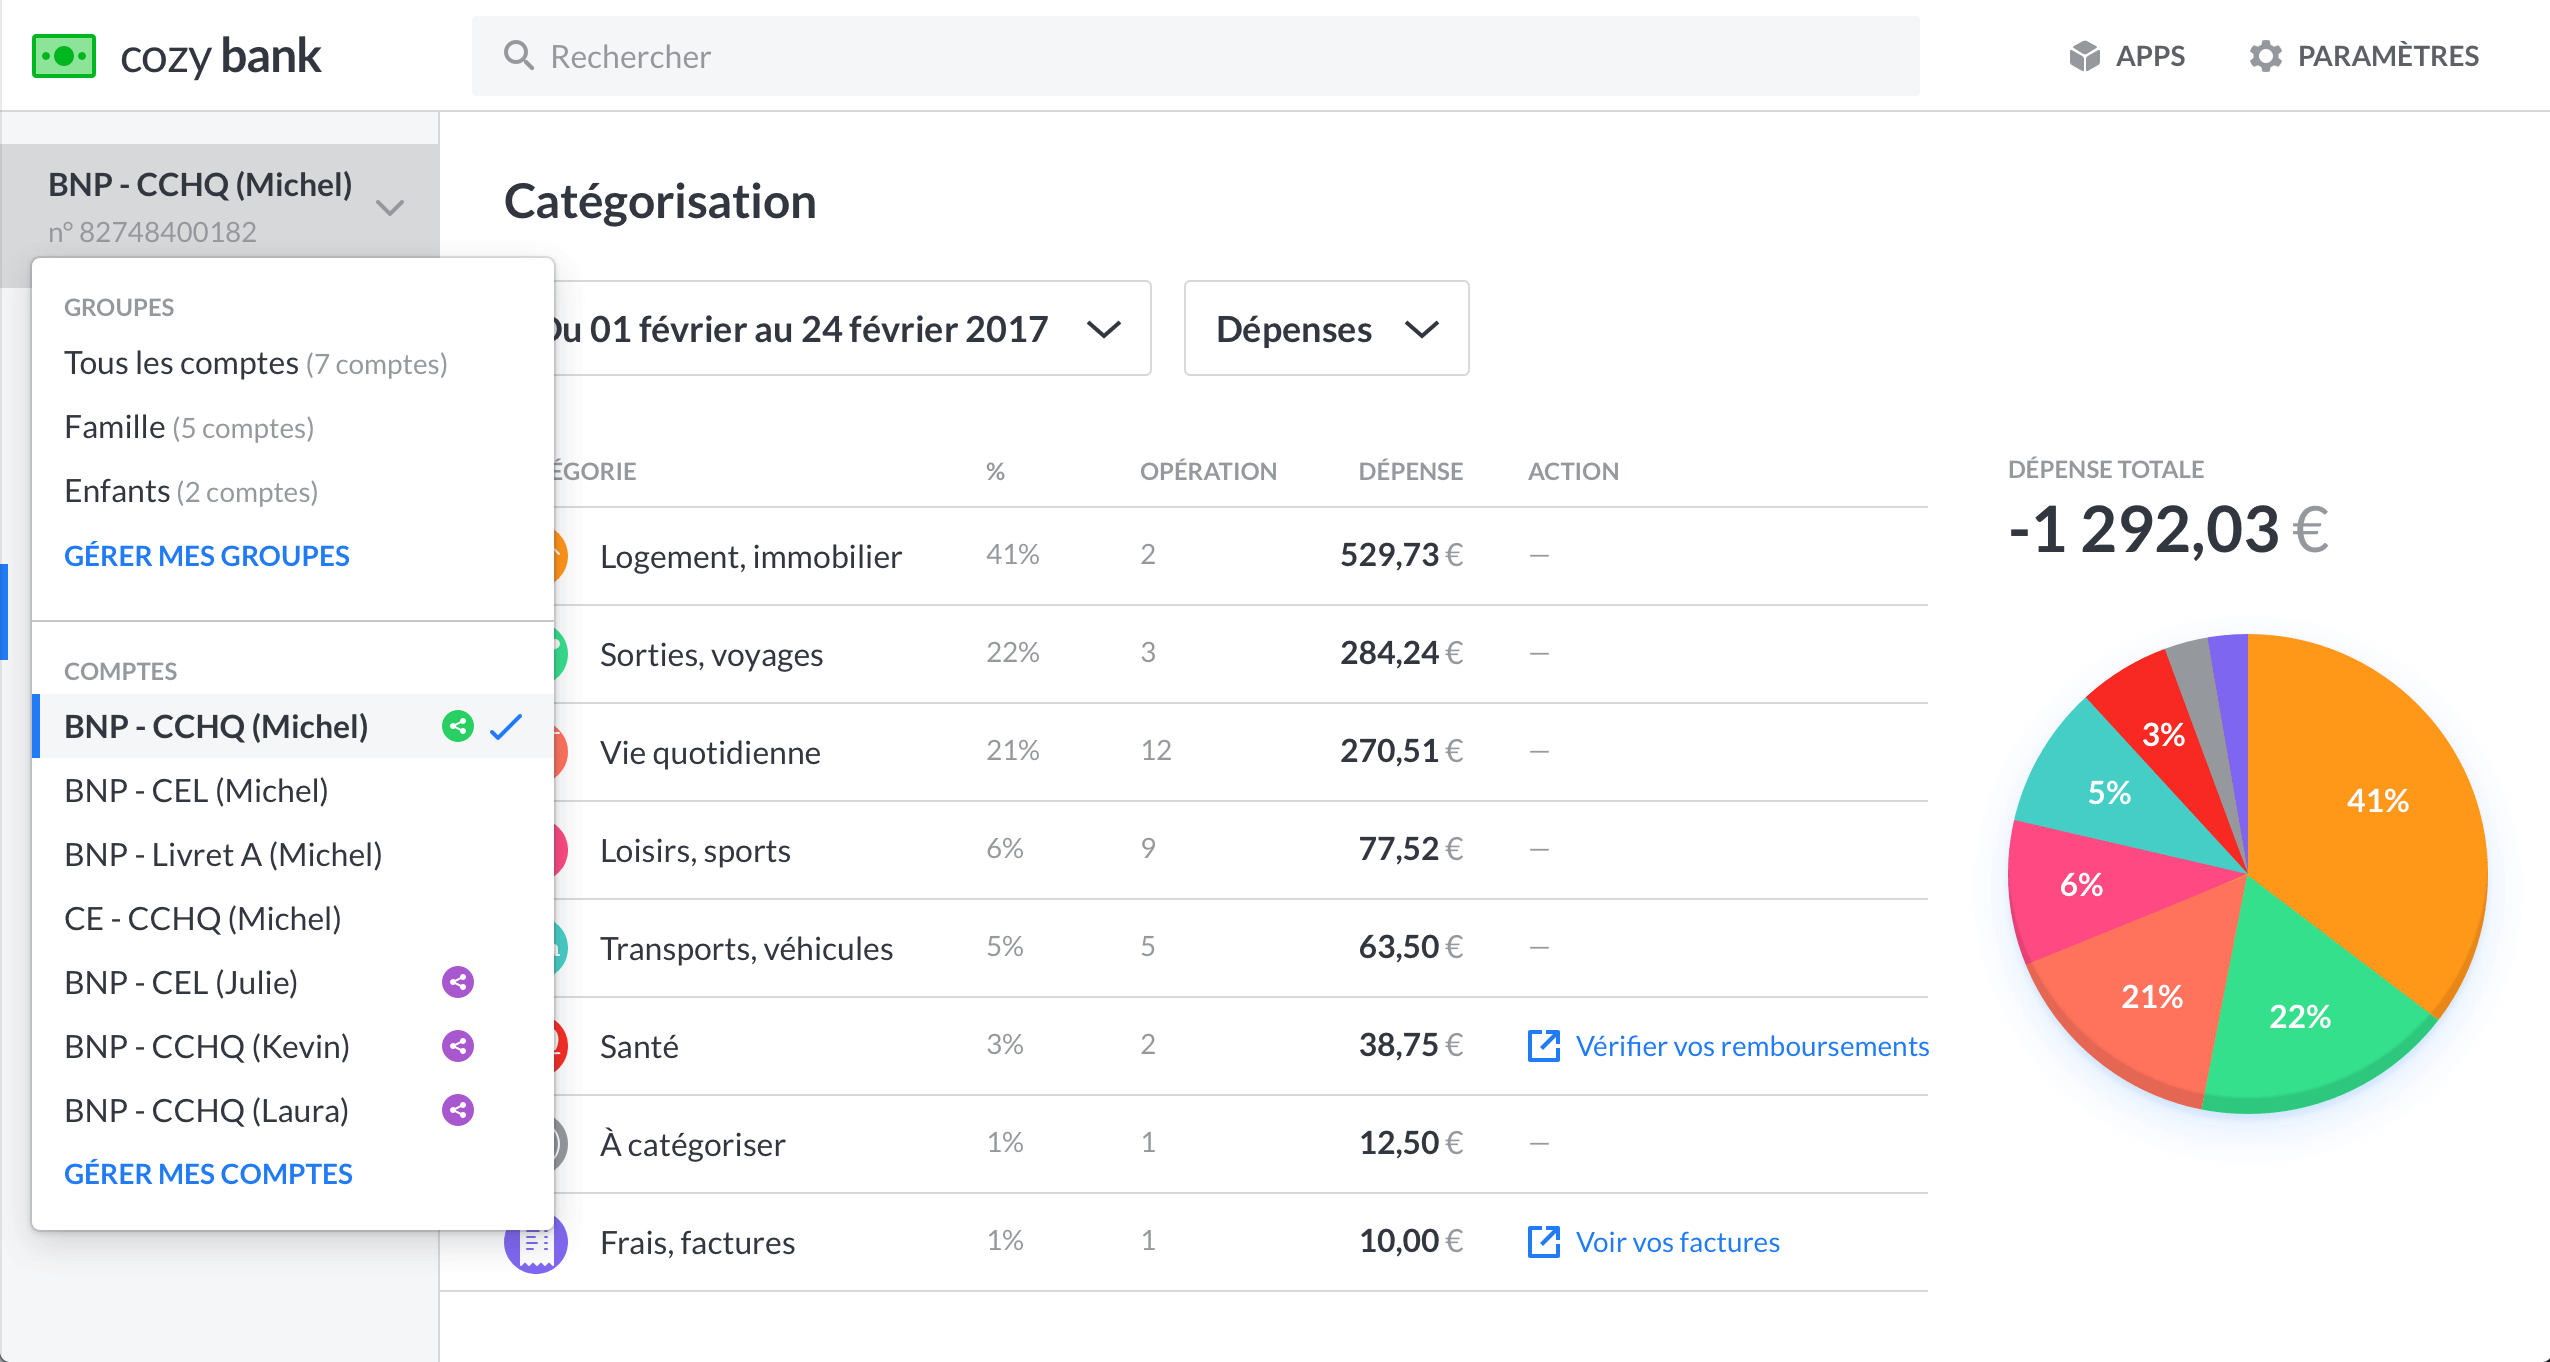 cozy bank
Rechercher
APPS
PARAMÈTRES
BNP - CCHQ (Michel)
n° 82748400182
GROUPES
Tous les comptes (7 comptes)
Famille (5 comptes)
Enfants (2 comptes)
GÉRER MES GROUPES
COMPTES
BNP - CCHQ (Michel)
BNP - CEL (Michel)
BNP - Livret A (Michel)
CE - CCHQ (Michel)
BNP - CEL (Julie)
BNP - CCHQ (Kevin)
BNP - CCHQ (Laura)
GÉRER MES COMPTES
Catégorisation
Du 01 février au 24 février 2017
Dépenses
ÉGORIE % OPÉRATION DÉPENSE ACTION
Logement, immobilier 41% 2 529,73 € —
Sorties, voyages 22% 3 284,24 € —
Vie quotidienne 21% 12 270,51 € —
Loisirs, sports 6% 9 77,52 € —
Transports, véhicules 5% 5 63,50 € —
Santé 3% 2 38,75 € Vérifier vos remboursements
À catégoriser 1% 1 12,50 € —
Frais, factures 1% 1 10,00 € Voir vos factures
DÉPENSE TOTALE
-1 292,03 €
3%
41%
5%
6%
21%
22%